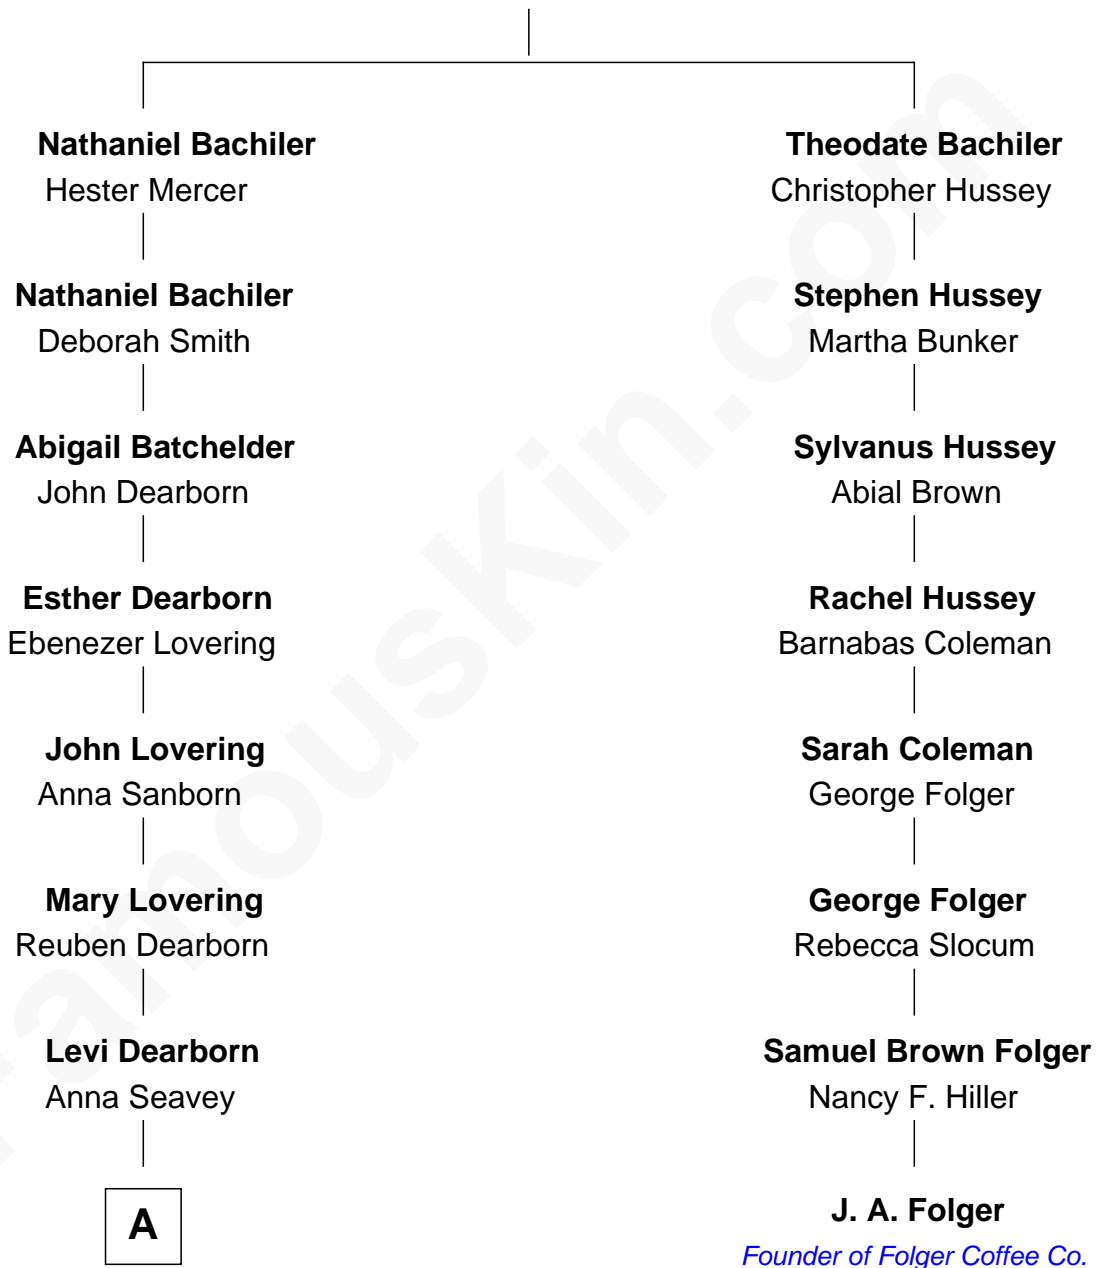 Nathaniel Bachiler
Hester Mercer
Nathaniel Bachiler
Deborah Smith
Abigail Batchelder
John Dearborn
Esther Dearborn
Ebenezer Lovering
John Lovering
Anna Sanborn
Mary Lovering
Reuben Dearborn
Levi Dearborn
Anna Seavey
A
Theodate Bachiler
Christopher Hussey
Stephen Hussey
Martha Bunker
Sylvanus Hussey
Abial Brown
Rachel Hussey
Barnabas Coleman
Sarah Coleman
George Folger
George Folger
Rebecca Slocum
Samuel Brown Folger
Nancy F. Hiller
J. A. Folger
Founder of Folger Coffee Co.
FamousKin.com